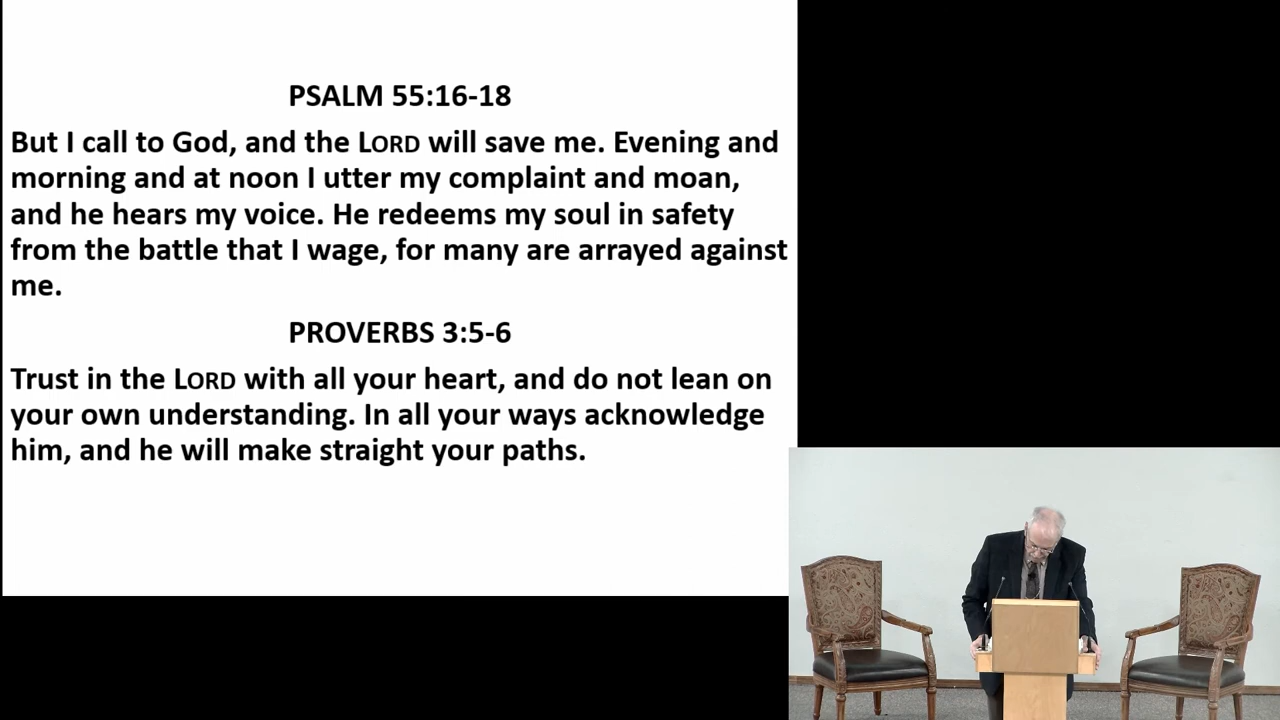 PSALM 55:16-18
But I call to God, and the LORD will save me. Evening and
morning and at noon I utter my complaint and moan,
and he hears my voice. He redeems my soul in safety
from the battle that I wage, for many are arrayed against
me.
PROVERBS 3:5-6
Trust in the LORD with all your heart, and do not lean on
your own understanding. In all your ways acknowledge
him, and he will make straight your paths.